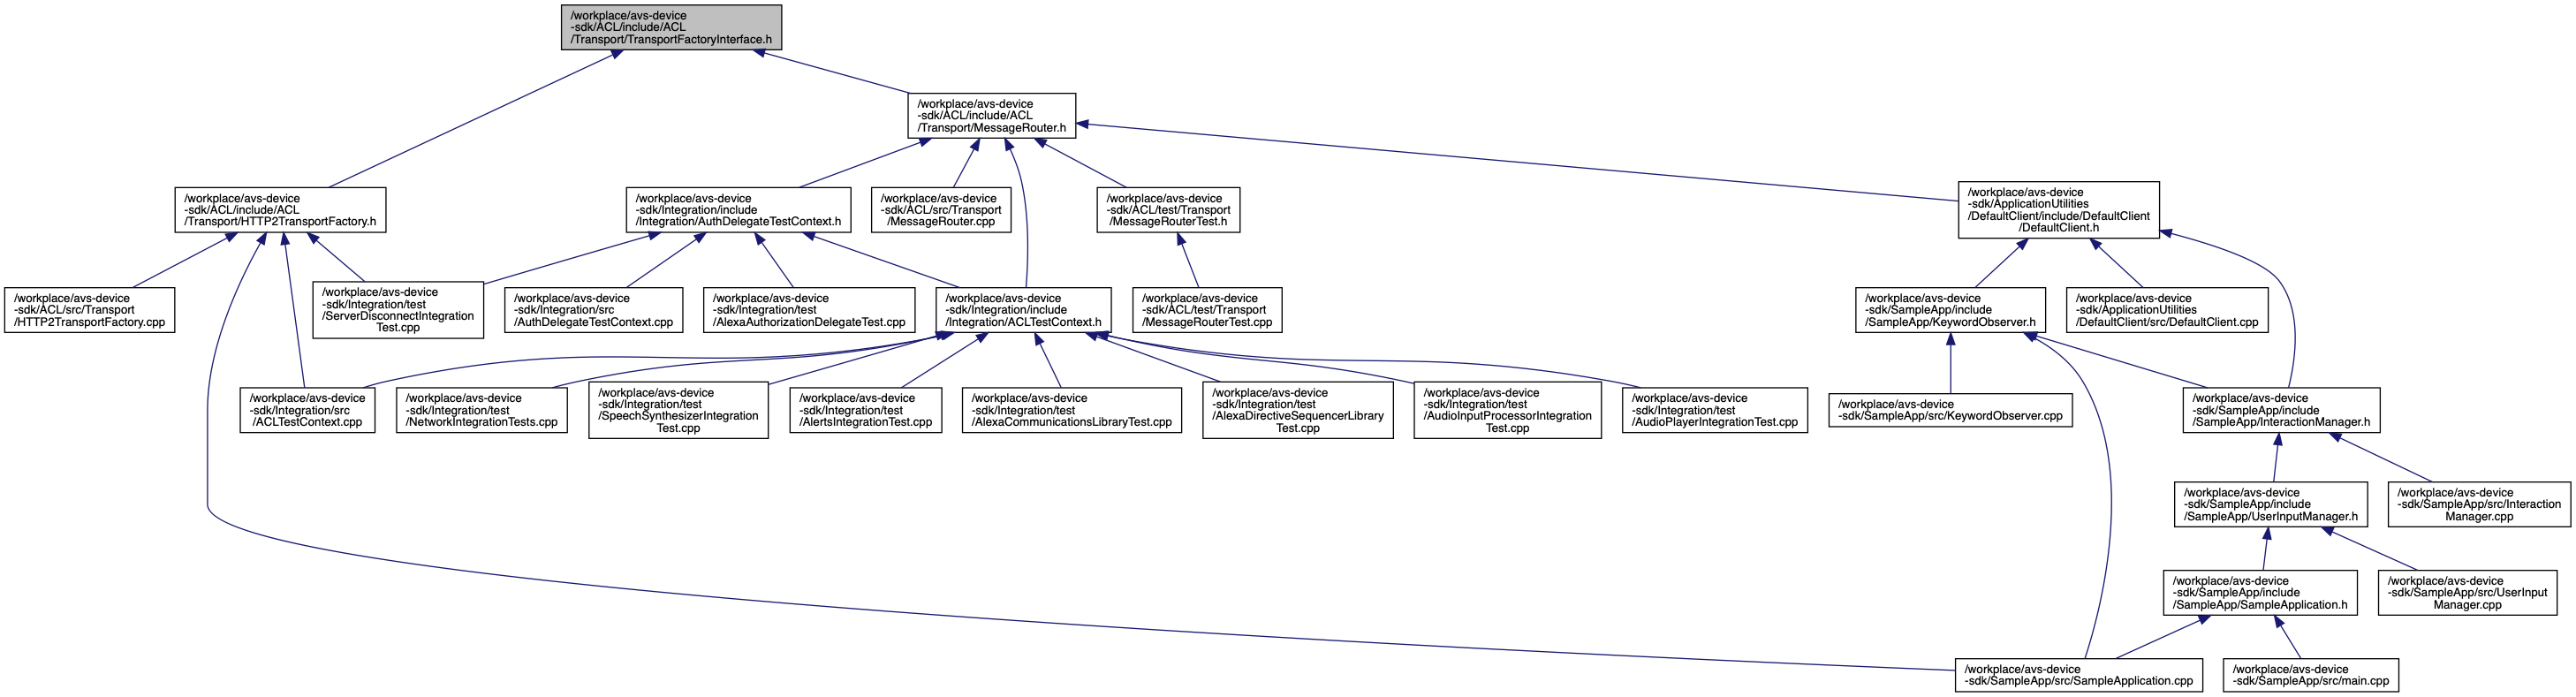 /workplace/avs-device
-sdk/ACL/include/ACL
/Transport/TransportFactoryInterface.h
/workplace/avs-device
-sdk/ACL/include/ACL
/Transport/MessageRouter.h
/workplace/avs-device
-sdk/ACL/include/ACL
/Transport/HTTP2TransportFactory.h
/workplace/avs-device
-sdk/Integration/include
/Integration/AuthDelegateTestContext.h
/workplace/avs-device
-sdk/ACL/src/Transport
/MessageRouter.cpp
/workplace/avs-device
-sdk/ACL/test/Transport
/MessageRouterTest.h
/workplace/avs-device
-sdk/ApplicationUtilities
/DefaultClient/include/DefaultClient
/DefaultClient.h
/workplace/avs-device
-sdk/ACL/src/Transport
/HTTP2TransportFactory.cpp
/workplace/avs-device
-sdk/Integration/test
/ServerDisconnectIntegration
Test.cpp
/workplace/avs-device
-sdk/Integration/src
/AuthDelegateTestContext.cpp
/workplace/avs-device
-sdk/Integration/test
/AlexaAuthorizationDelegateTest.cpp
/workplace/avs-device
-sdk/Integration/include
/Integration/ACLTestContext.h
/workplace/avs-device
-sdk/ACL/test/Transport
/MessageRouterTest.cpp
/workplace/avs-device
-sdk/SampleApp/include
/SampleApp/KeywordObserver.h
/workplace/avs-device
-sdk/ApplicationUtilities
/DefaultClient/src/DefaultClient.cpp
/workplace/avs-device
-sdk/Integration/src
/ACLTestContext.cpp
/workplace/avs-device
-sdk/Integration/test
/NetworkIntegrationTests.cpp
/workplace/avs-device
-sdk/Integration/test
/SpeechSynthesizerIntegration
Test.cpp
/workplace/avs-device
-sdk/Integration/test
/AlertsIntegrationTest.cpp
/workplace/avs-device
-sdk/Integration/test
/AlexaCommunicationsLibraryTest.cpp
/workplace/avs-device
-sdk/Integration/test
/AlexaDirectiveSequencerLibrary
Test.cpp
/workplace/avs-device
-sdk/Integration/test
/AudioInputProcessorIntegration
Test.cpp
/workplace/avs-device
-sdk/Integration/test
/AudioPlayerIntegrationTest.cpp
/workplace/avs-device
-sdk/SampleApp/src/KeywordObserver.cpp
/workplace/avs-device
-sdk/SampleApp/include
/SampleApp/InteractionManager.h
/workplace/avs-device
-sdk/SampleApp/include
/SampleApp/UserInputManager.h
/workplace/avs-device
-sdk/SampleApp/src/Interaction
Manager.cpp
/workplace/avs-device
-sdk/SampleApp/include
/SampleApp/SampleApplication.h
/workplace/avs-device
-sdk/SampleApp/src/UserInput
Manager.cpp
/workplace/avs-device
-sdk/SampleApp/src/SampleApplication.cpp
/workplace/avs-device
-sdk/SampleApp/src/main.cpp